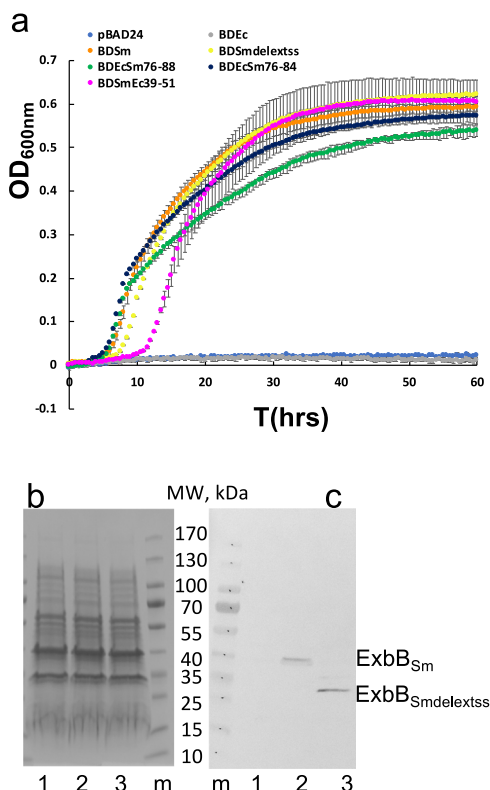 a
pBAD24 BDEc
BDSm BDSmdelextss
BDEcSm76-88 BDEcSm76-84
BDSmEc39-51
0.7
0.6
0.5
0.4
0.3
0.2
0.1
0
-0.1
OD600nm
0 10 20 30 40 50 60
T(hrs)
b MW, kDa c
170
130
100
70
55
40
35
25
15
10
ExbBSm
ExbBSmdelextss
1 2 3 m m 1 2 3